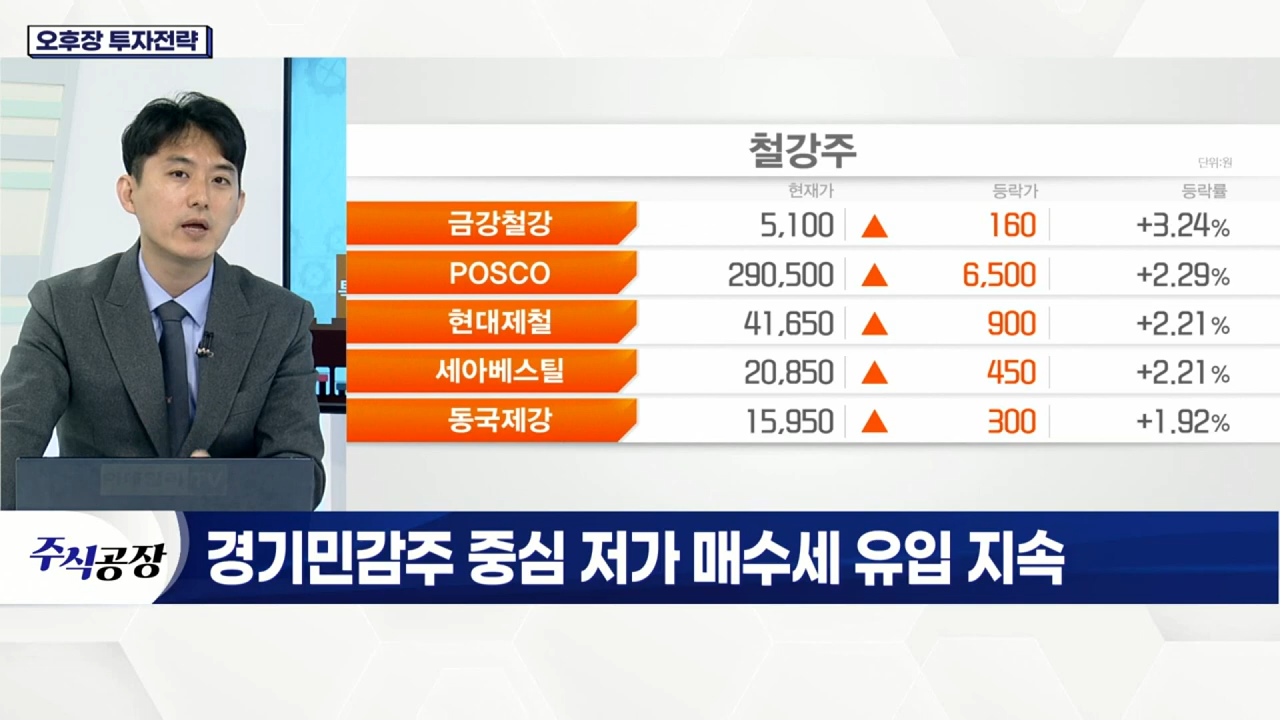 오후장 투자전략
철강주
단위:원
현재가 등락가 등락률
금강철강 5,100 ▲ 160 +3.24%
POSCO 290,500 ▲ 6,500 +2.29%
현대제철 41,650 ▲ 900 +2.21%
세아베스틸 20,850 ▲ 450 +2.21%
동국제강 15,950 ▲ 300 +1.92%
주식공장
경기민감주 중심 저가 매수세 유입 지속